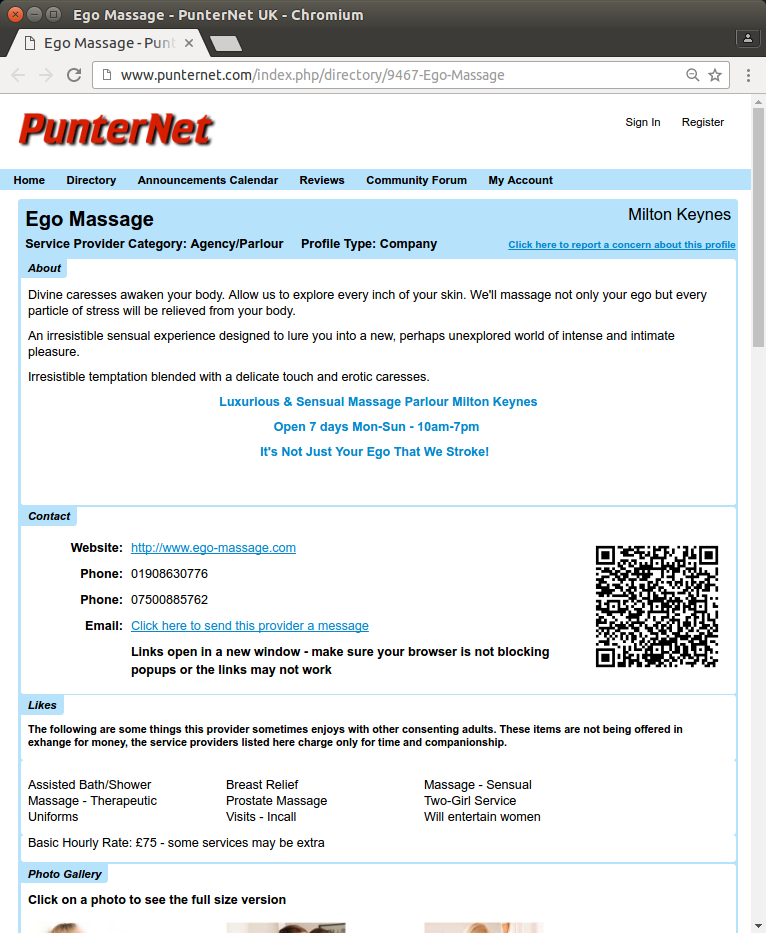 Ego Massage - PunterNet UK - Chromium
Ego Massage - Punt
www.punternet.com/index.php/directory/9467-Ego-Massage
PunterNet
Sign In Register
Home Directory Announcements Calendar Reviews Community Forum My Account
Ego Massage
Milton Keynes
Service Provider Category: Agency/Parlour Profile Type: Company
Click here to report a concern about this profile
About
Divine caresses awaken your body. Allow us to explore every inch of your skin. We'll massage not only your ego but every
particle of stress will be relieved from your body.
An irresistible sensual experience designed to lure you into a new, perhaps unexplored world of intense and intimate
pleasure.
Irresistible temptation blended with a delicate touch and erotic caresses.
Luxurious & Sensual Massage Parlour Milton Keynes
Open 7 days Mon-Sun - 10am-7pm
It's Not Just Your Ego That We Stroke!
Contact
Website: http://www.ego-massage.com
Phone: 01908630776
Phone: 07500885762
Email: Click here to send this provider a message
Links open in a new window - make sure your browser is not blocking
popups or the links may not work
Likes
The following are some things this provider sometimes enjoys with other consenting adults. These items are not being offered in
exhange for money, the service providers listed here charge only for time and companionship.
Assisted Bath/Shower Breast Relief Massage - Sensual
Massage - Therapeutic Prostate Massage Two-Girl Service
Uniforms Visits - Incall Will entertain women
Basic Hourly Rate: £75 - some services may be extra
Photo Gallery
Click on a photo to see the full size version